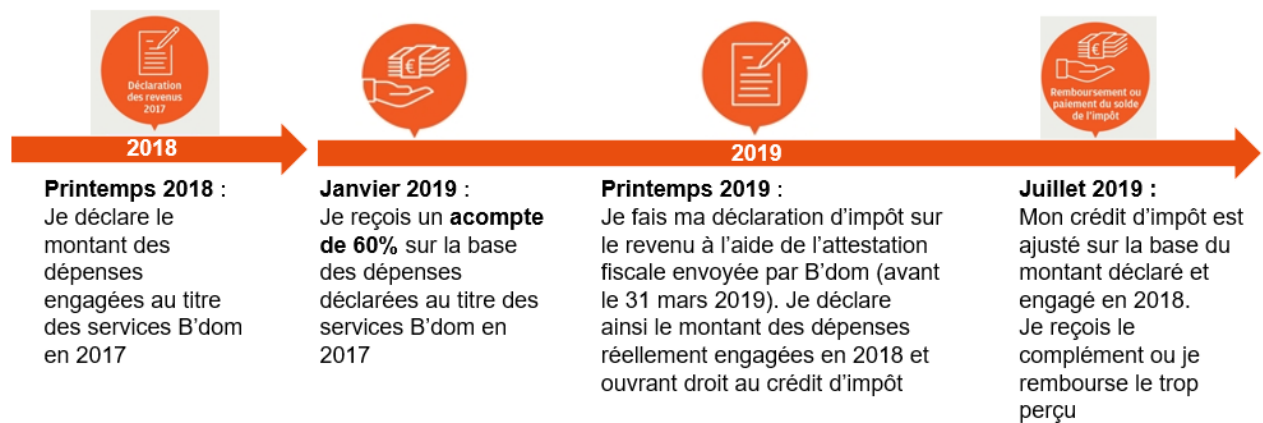 Déclaration
des revenus
2017
€
€
Remboursement ou
paiement du solde
de l'impôt
2018
2019
Printemps 2018 :
Je déclare le
montant des
dépenses
engagées au titre
des services B'dom
en 2017
Janvier 2019 :
Je reçois un acompte
de 60% sur la base
des dépenses
déclarées au titre des
services B'dom en
2017
Printemps 2019 :
Je fais ma déclaration d'impôt sur
le revenu à l'aide de l'attestation
fiscale envoyée par B'dom (avant
le 31 mars 2019). Je déclare
ainsi le montant des dépenses
réellement engagées en 2018 et
ouvrant droit au crédit d'impôt
Juillet 2019 :
Mon crédit d'impôt est
ajusté sur la base du
montant déclaré et
engagé en 2018.
Je reçois le
complément ou je
rembourse le trop
perçu